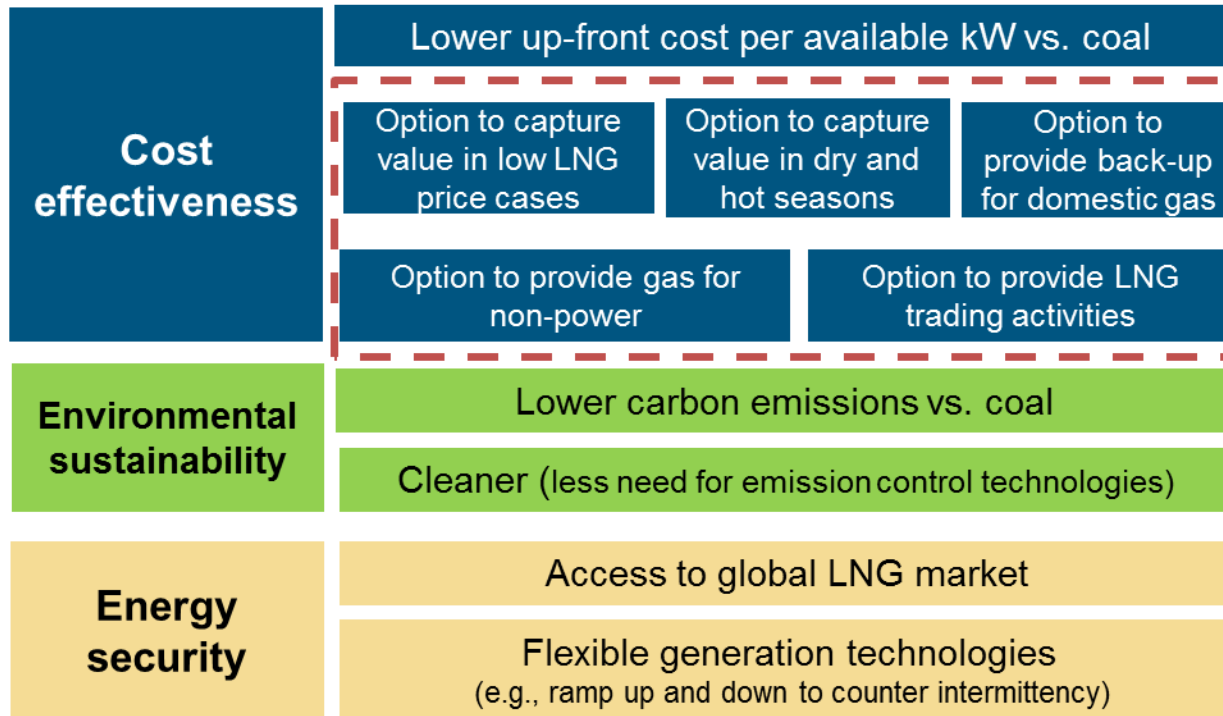 Cost
effectiveness
Lower up-front cost per available kW vs. coal
Option to capture
value in low LNG
price cases
Option to capture
value in dry and
hot seasons
Option to
provide back-up
for domestic gas
Option to provide gas for
non-power
Option to provide LNG
trading activities
Environmental
sustainability
Lower carbon emissions vs. coal
Cleaner (less need for emission control technologies)
Energy
security
Access to global LNG market
Flexible generation technologies
(e.g., ramp up and down to counter intermittency)